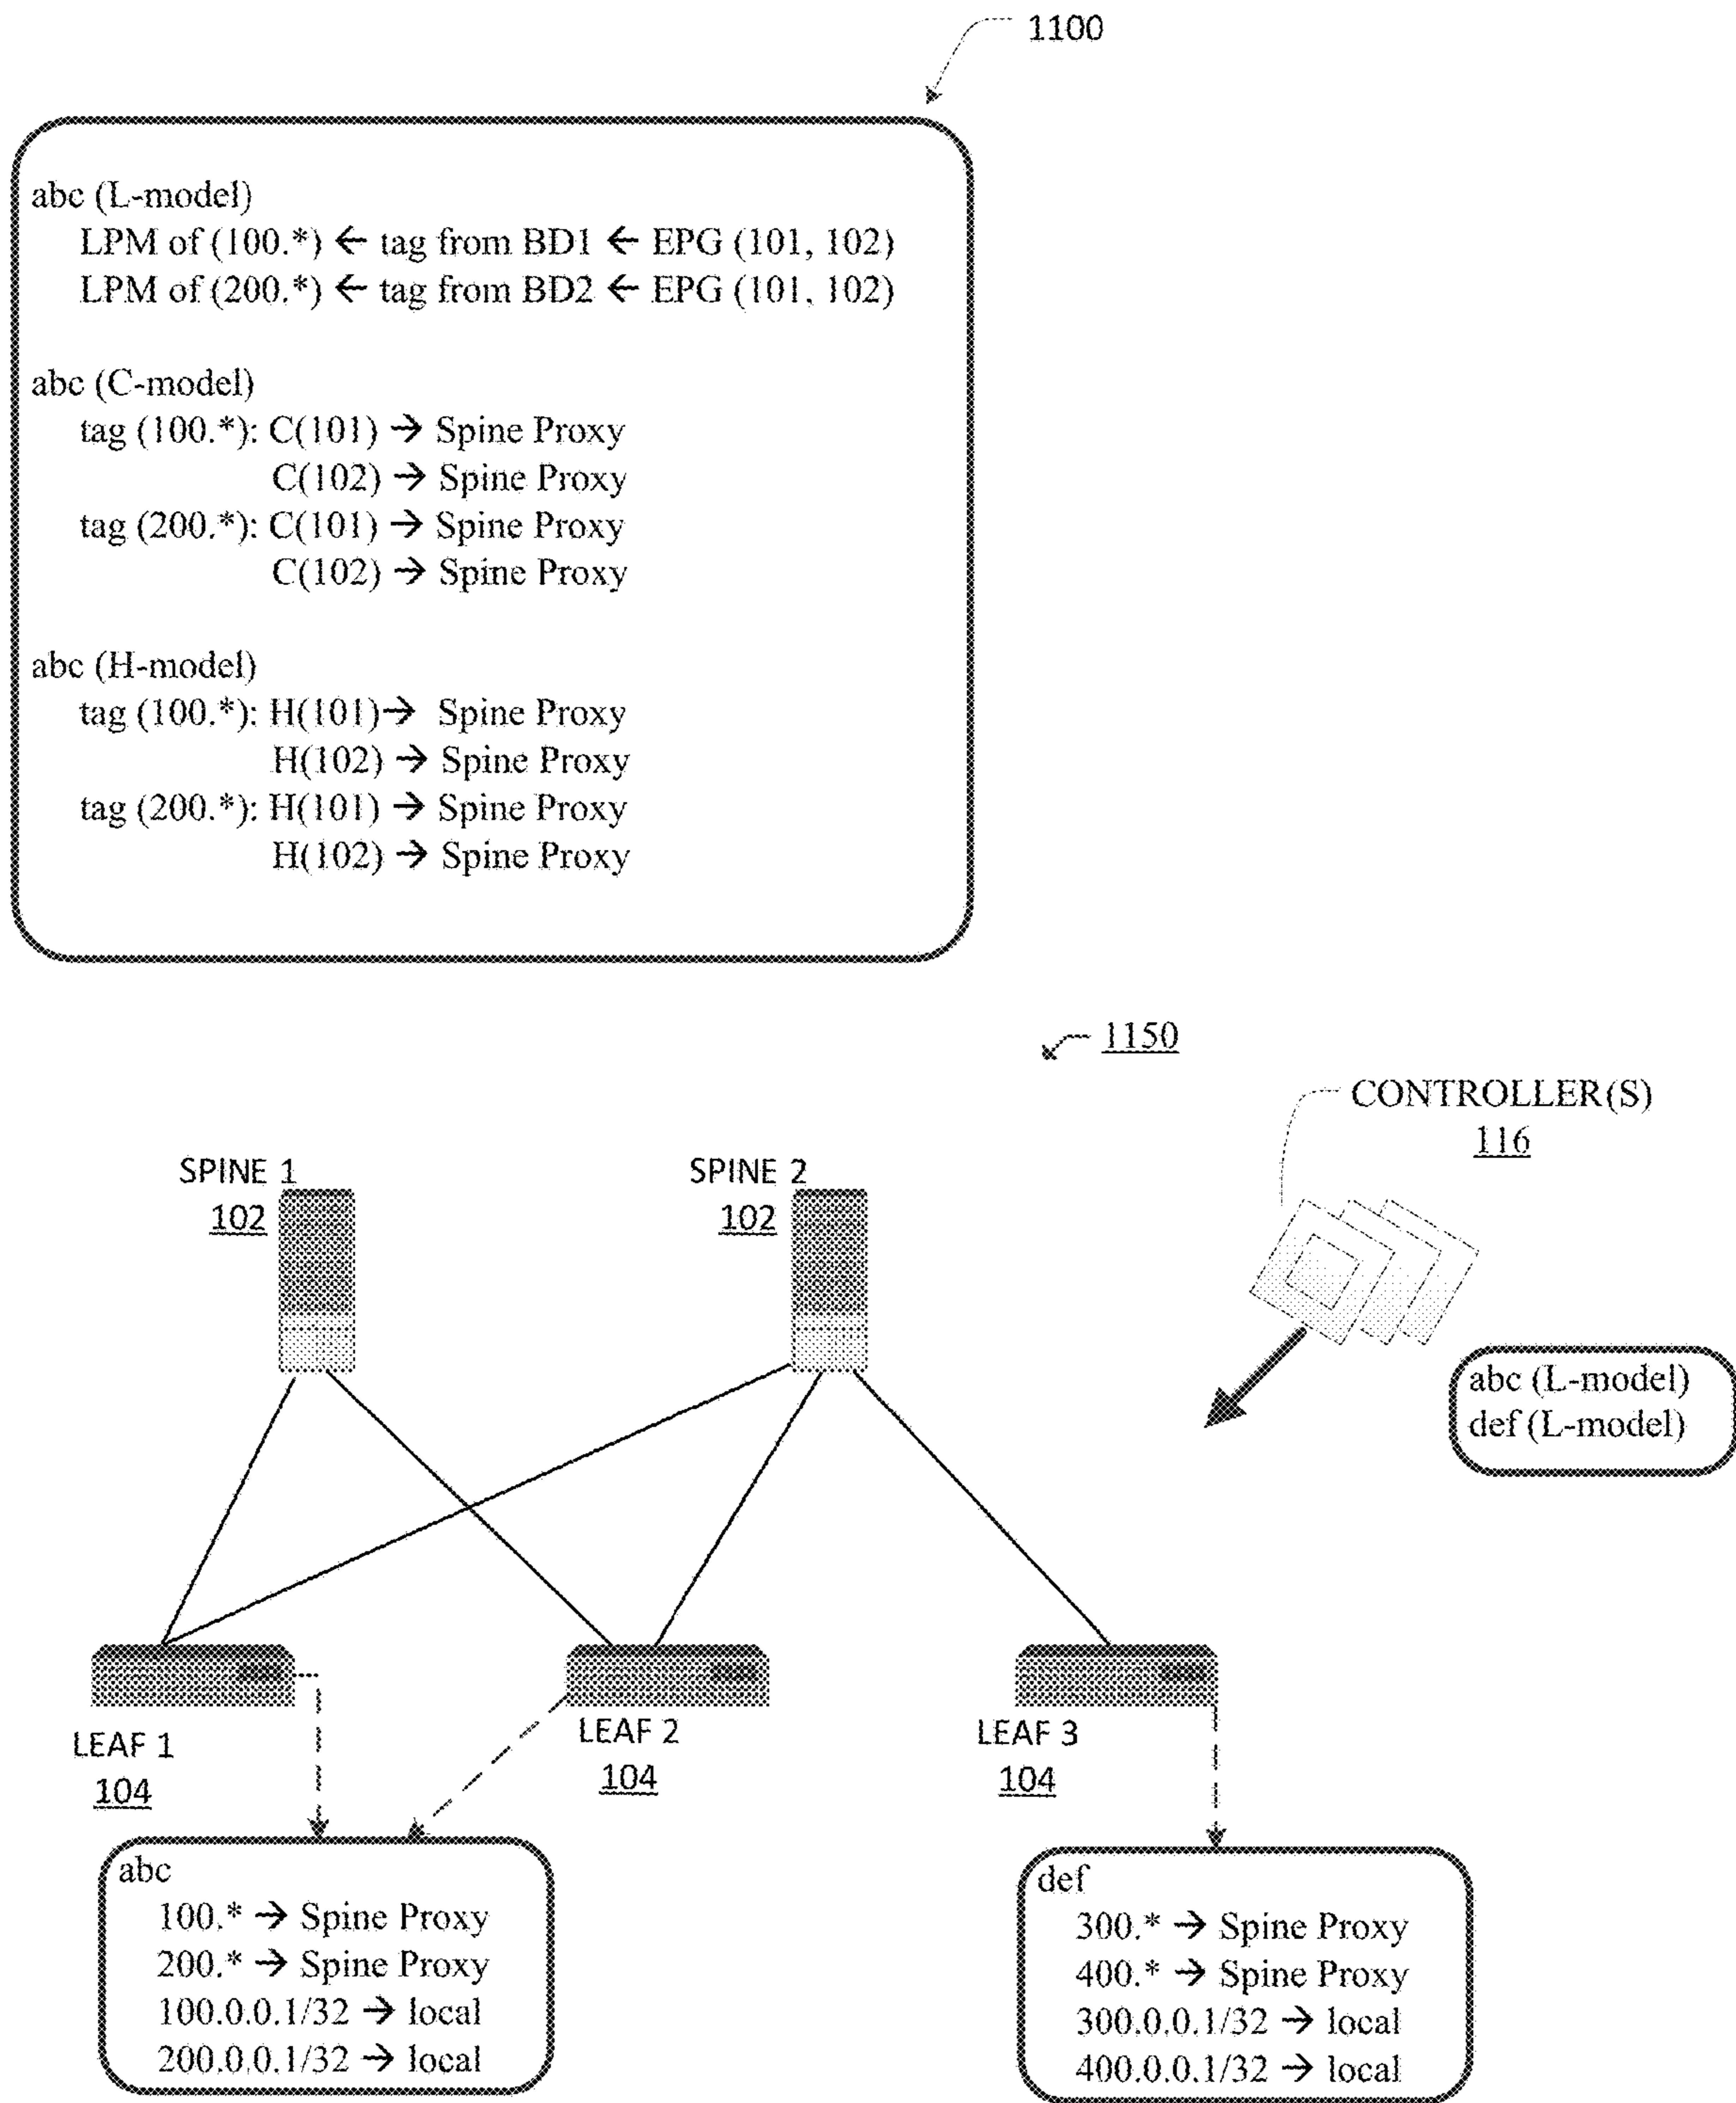 1100
abc (L-model)
LPM of (100.*) ← tag from BD1 ← EPG (101, 102)
LPM of (200.*) ← tag from BD2 ← EPG (101, 102)
abc (C-model)
tag (100.*): C(101) → Spine Proxy
C(102) → Spine Proxy
tag (200.*): C(101) → Spine Proxy
C(102) → Spine Proxy
abc (H-model)
tag (100.*): H(101)→ Spine Proxy
H(102) → Spine Proxy
tag (200.*): H(101) → Spine Proxy
H(102) → Spine Proxy
1150
CONTROLLER(S)
116
SPINE 1
102
SPINE 2
102
abc (L-model)
def (L-model)
LEAF 1
104
LEAF 2
104
LEAF 3
104
abc
100.* → Spine Proxy
200.* → Spine Proxy
100.0.0.1/32 → local
200.0.0.1/32 → local
def
300.* → Spine Proxy
400.* → Spine Proxy
300.0.0.1/32 → local
400.0.0.1/32 → local